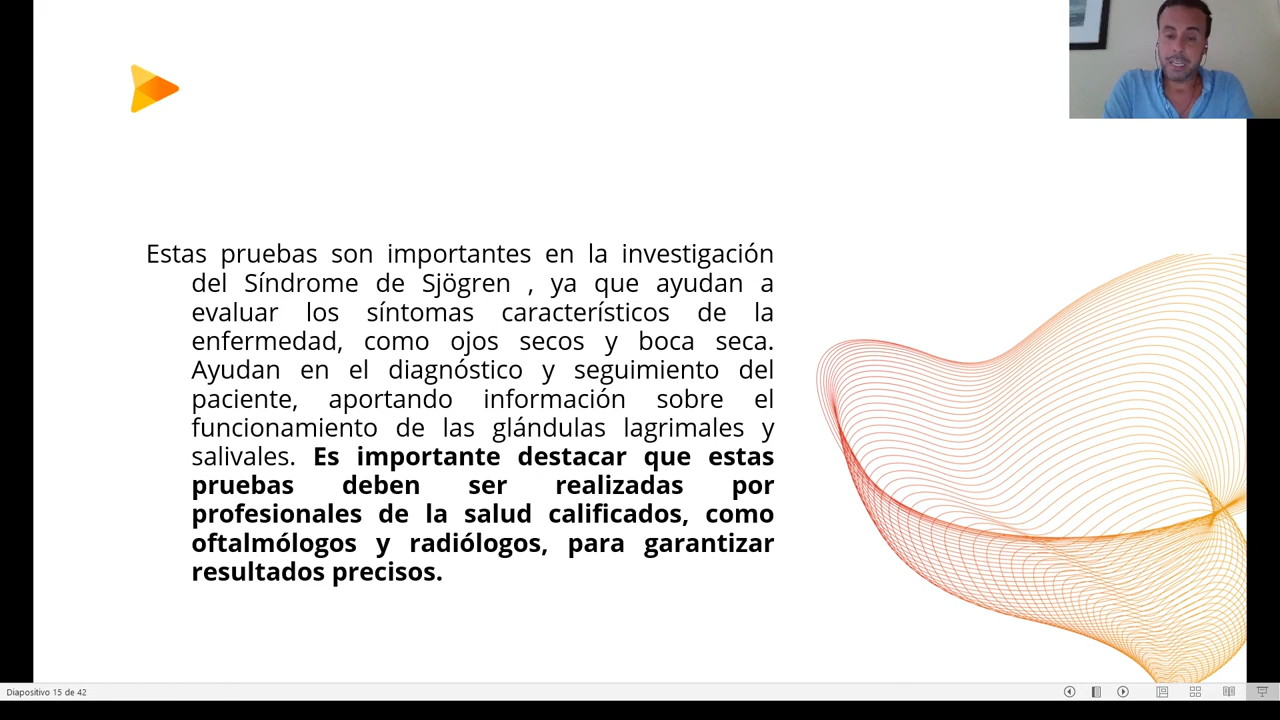 Estas pruebas son importantes en la investigación
del Síndrome de Sjögren , ya que ayudan a
evaluar los síntomas característicos de la
enfermedad, como ojos secos y boca seca.
Ayudan en el diagnóstico y seguimiento del
paciente, aportando información sobre el
funcionamiento de las glándulas lagrimales y
salivales. Es importante destacar que estas
pruebas deben ser realizadas por
profesionales de la salud calificados, como
oftalmólogos y radiólogos, para garantizar
resultados precisos.
Diapositivo 15 de 42